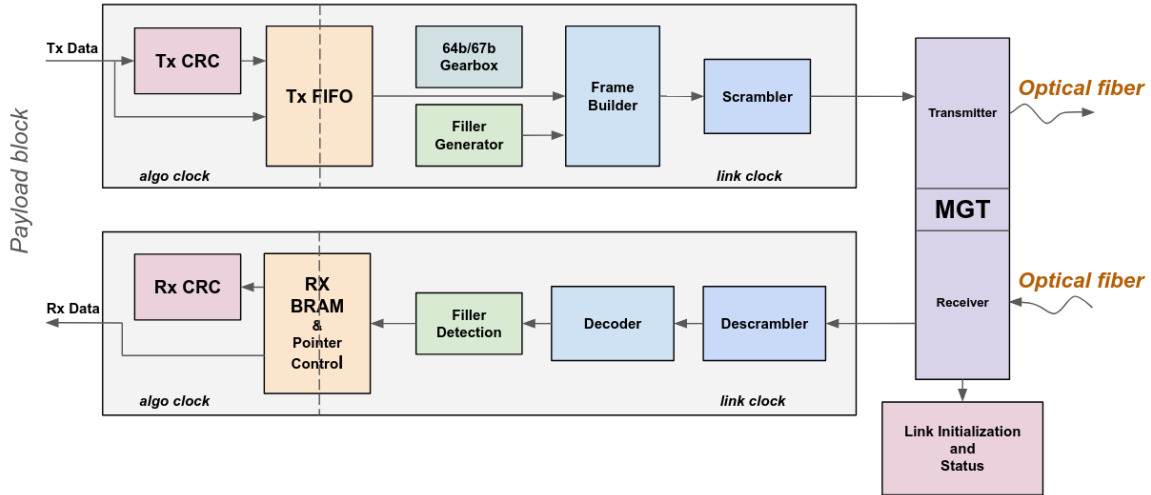 Payload block
Tx Data
Tx CRC
Tx FIFO
64b/67b
Gearbox
Filler
Generator
Frame
Builder
Scrambler
algo clock
link clock
Transmitter
MGT
Receiver
Optical fiber
Optical fiber
Rx Data
Rx CRC
RX
BRAM
&
Pointer
Control
Filler
Detection
Decoder
Descrambler
algo clock
link clock
Link Initialization
and
Status